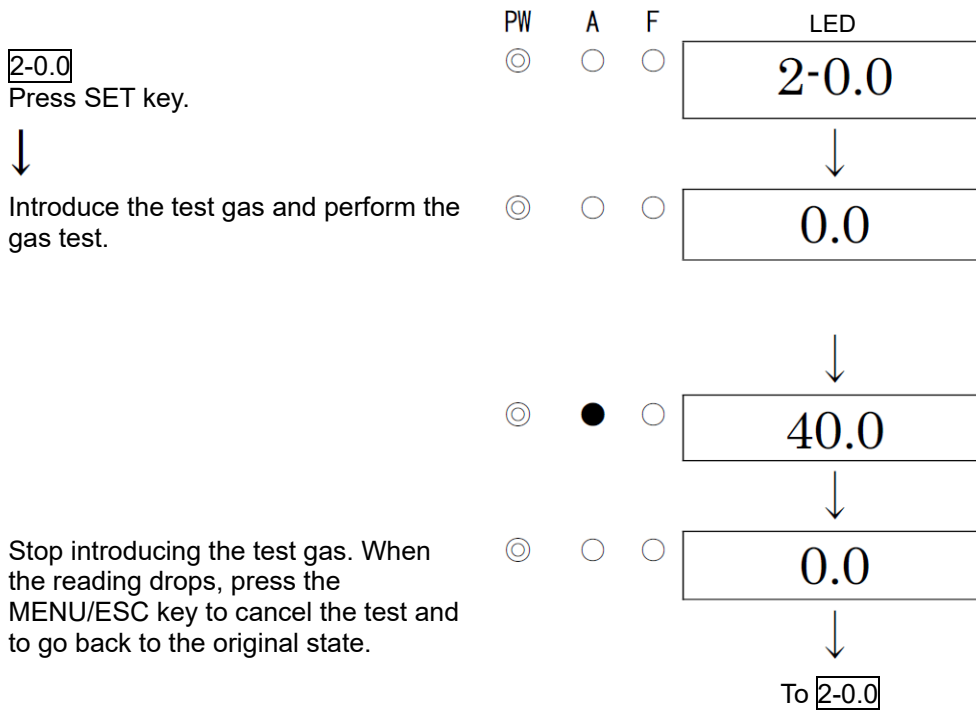 PW A F LED
2-0.0
Press SET key.
2-0.0
Introduce the test gas and perform the
gas test.
0.0
40.0
Stop introducing the test gas. When
the reading drops, press the
MENU/ESC key to cancel the test and
to go back to the original state.
0.0
To 2-0.0